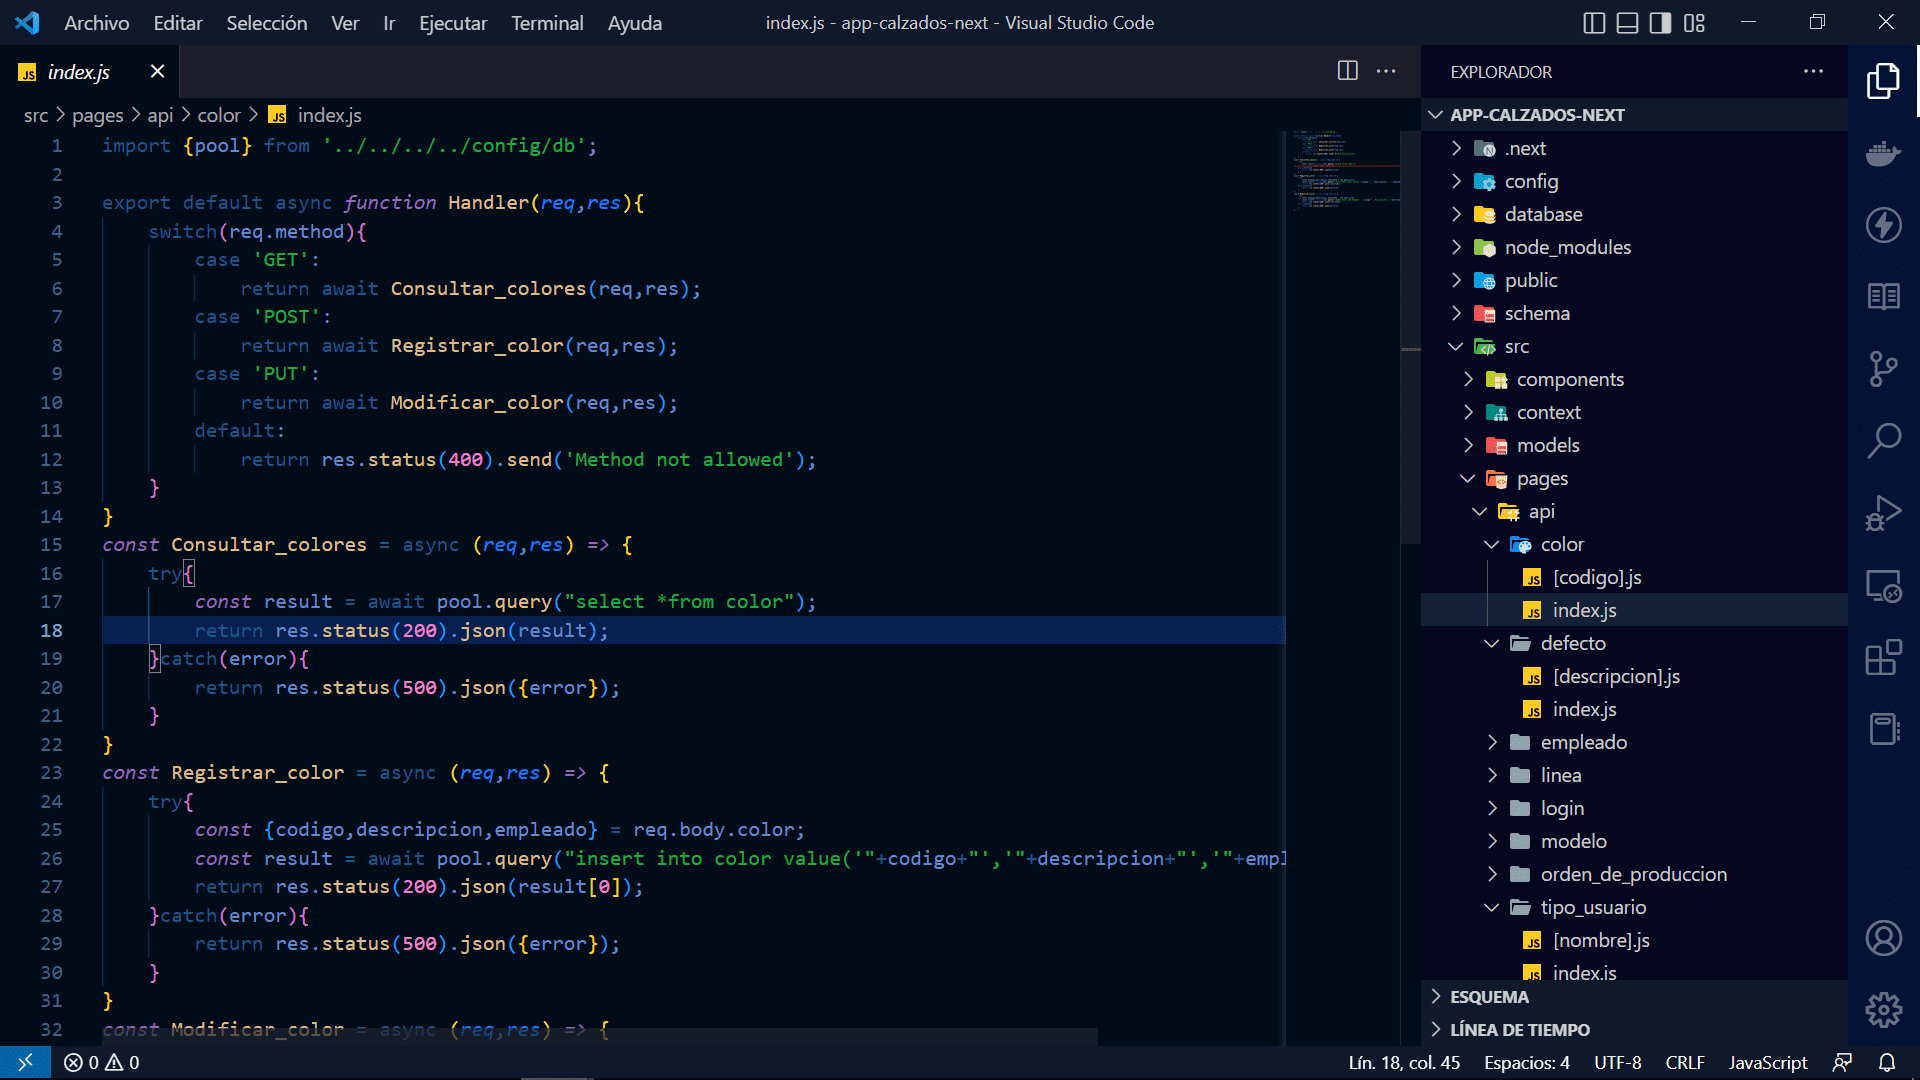 Archivo Editar Selección Ver Ir Ejecutar Terminal Ayuda
index.js - app-calzados-next - Visual Studio Code
JS index.js
src > pages > api > color > JS index.js
1 import {pool} from '../../../../config/db';
2
3 export default async function Handler(req,res){
4 switch(req.method){
5 case 'GET':
6 return await Consultar_colores(req,res);
7 case 'POST':
8 return await Registrar_color(req,res);
9 case 'PUT':
10 return await Modificar_color(req,res);
11 default:
12 return res.status(400).send('Method not allowed');
13 }
14 }
15 const Consultar_colores = async (req,res) => {
16 try{
17 const result = await pool.query("select *from color");
18 return res.status(200).json(result);
19 }catch(error){
20 return res.status(500).json({error});
21 }
22 }
23 const Registrar_color = async (req,res) => {
24 try{
25 const {codigo,descripcion,empleado} = req.body.color;
26 const result = await pool.query("insert into color value('"+codigo+"','"+descripcion+"','"+empl
27 return res.status(200).json(result[0]);
28 }catch(error){
29 return res.status(500).json({error});
30 }
31 }
32 const Modificar_color = async (req,res) => {
EXPLORADOR
APP-CALZADOS-NEXT
.next
config
database
node_modules
public
schema
src
components
context
models
pages
api
color
JS [codigo].js
JS index.js
defecto
JS [descripcion].js
JS index.js
empleado
linea
login
modelo
orden_de_produccion
tipo_usuario
JS [nombre].js
JS index.js
ESQUEMA
LÍNEA DE TIEMPO
0 0
Lín. 18, col. 45 Espacios: 4 UTF-8 CRLF JavaScript